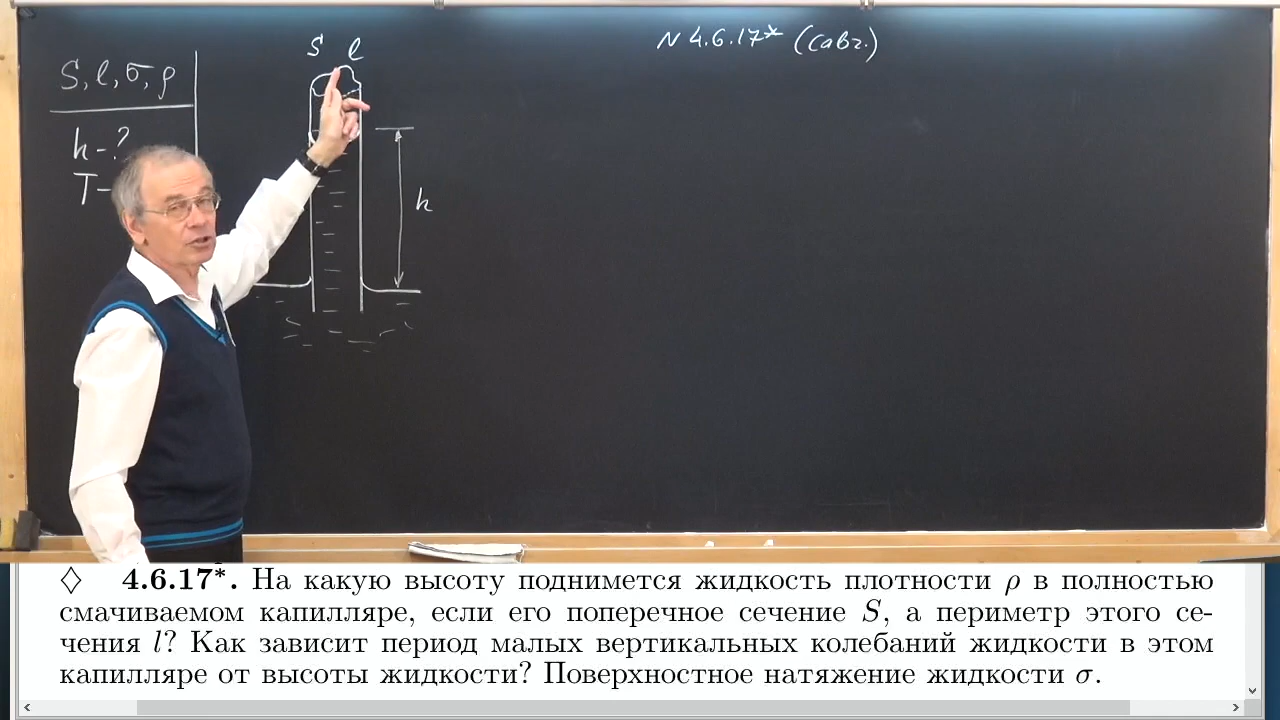 N 4.6.17* (Савч.)
S l
S, l, σ, ρ
h-?
T-
h
◊ 4.6.17*. На какую высоту поднимется жидкость плотности ρ в полностью
смачиваемом капилляре, если его поперечное сечение S, а периметр этого се-
чения l? Как зависит период малых вертикальных колебаний жидкости в этом
капилляре от высоты жидкости? Поверхностное натяжение жидкости σ.